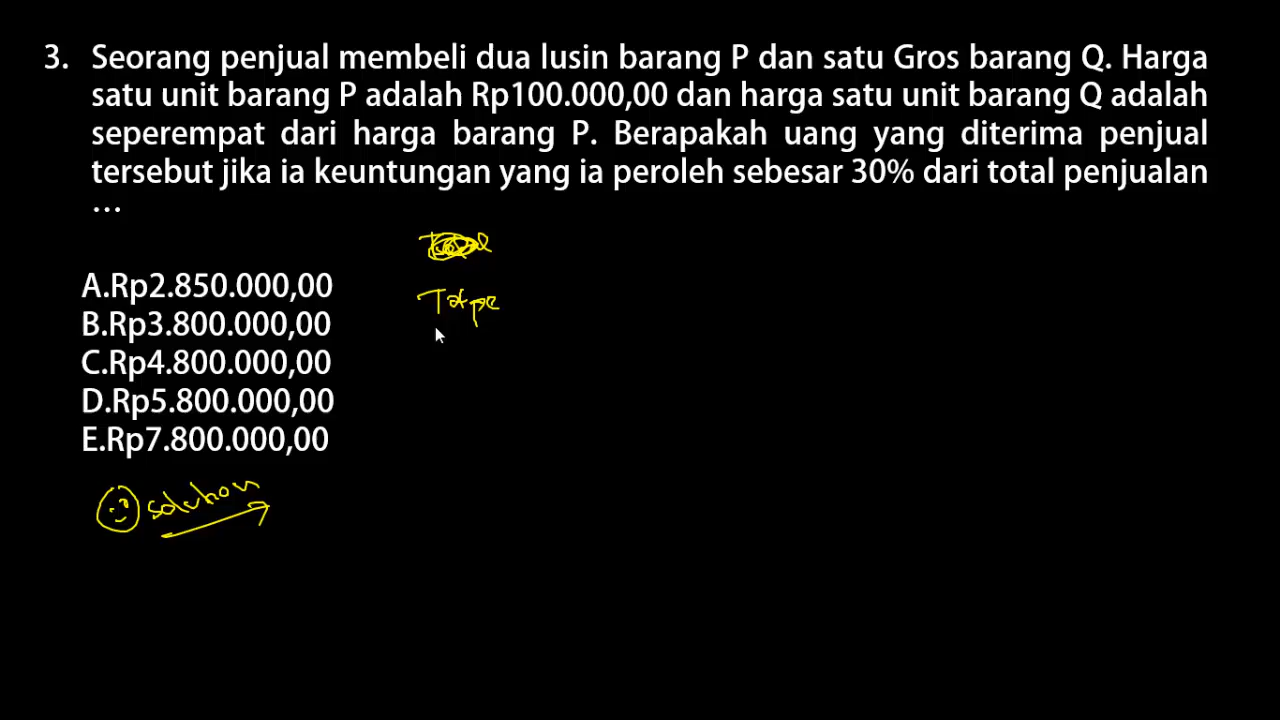 3. Seorang penjual membeli dua lusin barang P dan satu Gros barang Q. Harga
satu unit barang P adalah Rp100.000,00 dan harga satu unit barang Q adalah
seperempat dari harga barang P. Berapakah uang yang diterima penjual
tersebut jika ia keuntungan yang ia peroleh sebesar 30% dari total penjualan
...
Tot pe
A.Rp2.850.000,00
B.Rp3.800.000,00
C.Rp4.800.000,00
D.Rp5.800.000,00
E.Rp7.800.000,00
solution